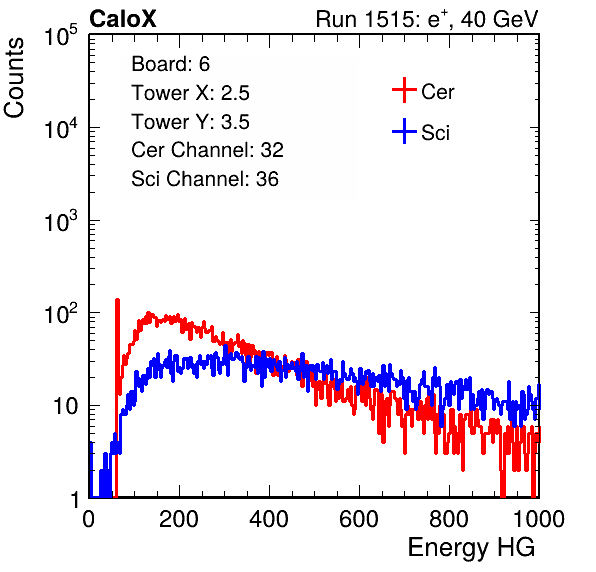 CaloX Run 1515: e⁺, 40 GeV
Counts
Board: 6
Tower X: 2.5
Tower Y: 3.5
Cer Channel: 32
Sci Channel: 36
Cer
Sci
10⁵
10⁴
10³
10²
10
1
0 200 400 600 800 1000
Energy HG